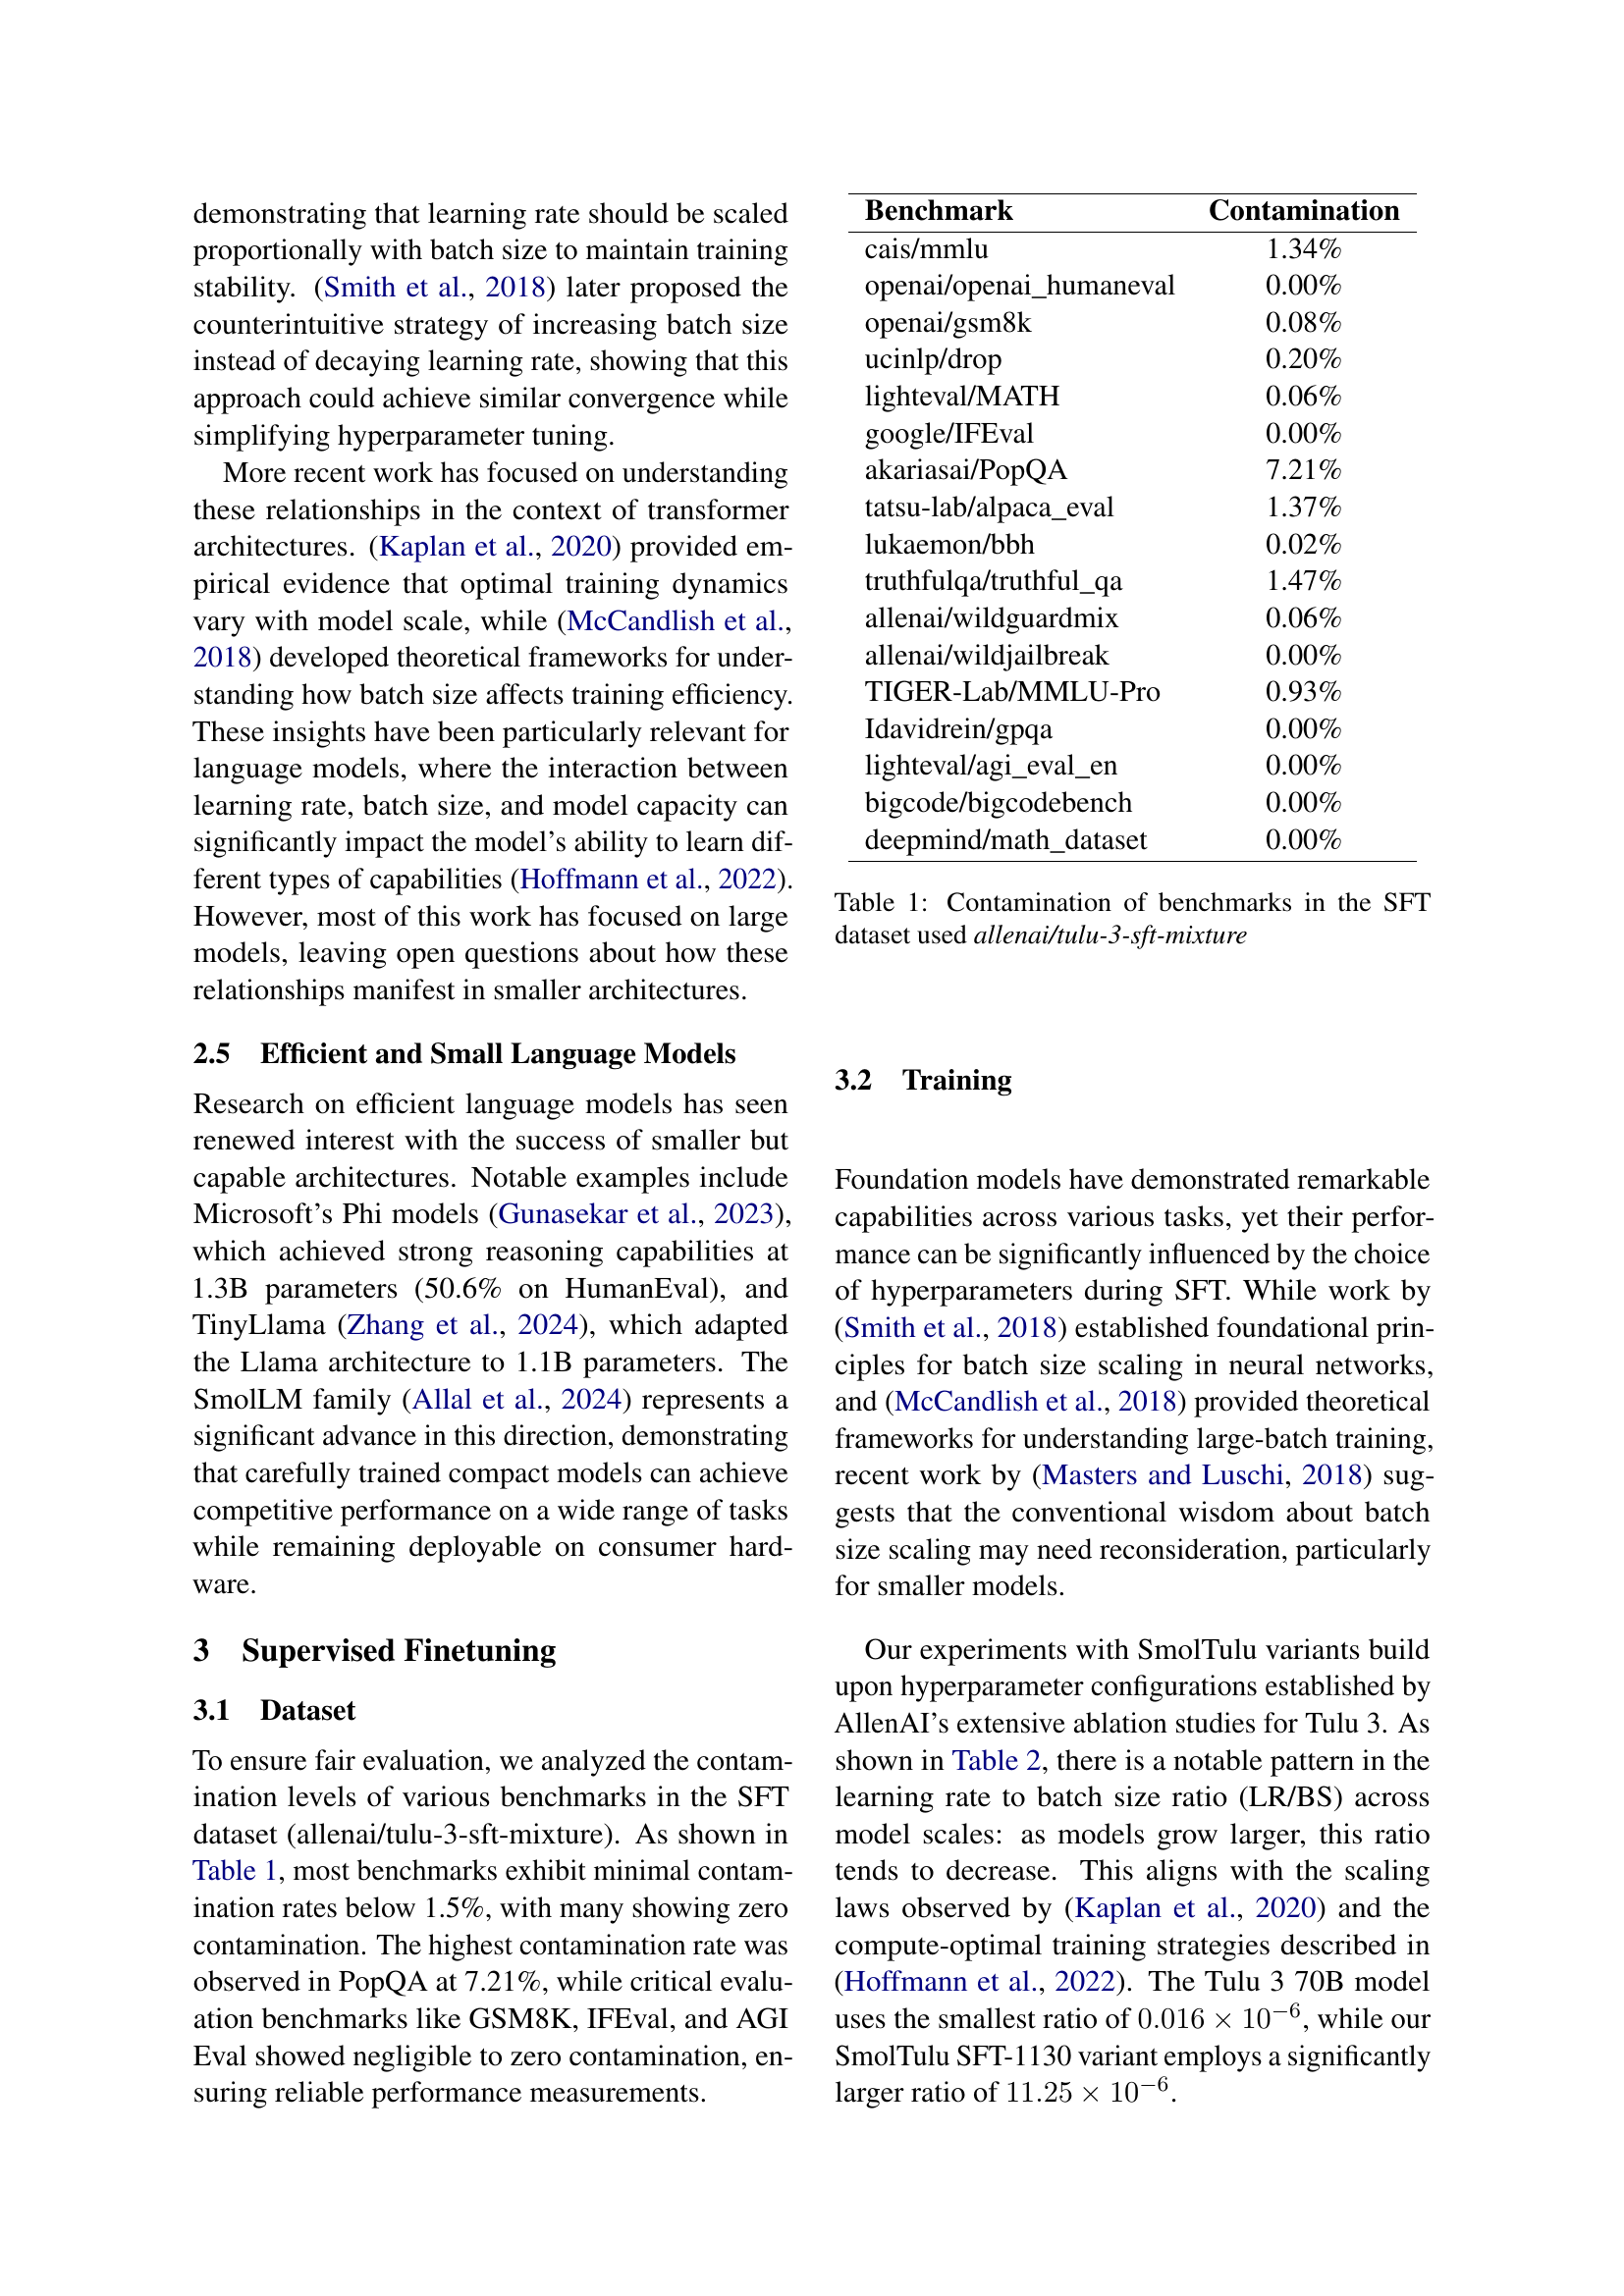 demonstrating that learning rate should be scaled
proportionally with batch size to maintain training
stability. (Smith et al., 2018) later proposed the
counterintuitive strategy of increasing batch size
instead of decaying learning rate, showing that this
approach could achieve similar convergence while
simplifying hyperparameter tuning.
More recent work has focused on understanding
these relationships in the context of transformer
architectures. (Kaplan et al., 2020) provided em-
pirical evidence that optimal training dynamics
vary with model scale, while (McCandlish et al.,
2018) developed theoretical frameworks for under-
standing how batch size affects training efficiency.
These insights have been particularly relevant for
language models, where the interaction between
learning rate, batch size, and model capacity can
significantly impact the model's ability to learn dif-
ferent types of capabilities (Hoffmann et al., 2022).
However, most of this work has focused on large
models, leaving open questions about how these
relationships manifest in smaller architectures.
2.5 Efficient and Small Language Models
Research on efficient language models has seen
renewed interest with the success of smaller but
capable architectures. Notable examples include
Microsoft's Phi models (Gunasekar et al., 2023),
which achieved strong reasoning capabilities at
1.3B parameters (50.6% on HumanEval), and
TinyLlama (Zhang et al., 2024), which adapted
the Llama architecture to 1.1B parameters. The
SmolLM family (Allal et al., 2024) represents a
significant advance in this direction, demonstrating
that carefully trained compact models can achieve
competitive performance on a wide range of tasks
while remaining deployable on consumer hard-
ware.
3 Supervised Finetuning
3.1 Dataset
To ensure fair evaluation, we analyzed the contam-
ination levels of various benchmarks in the SFT
dataset (allenai/tulu-3-sft-mixture). As shown in
Table 1, most benchmarks exhibit minimal contam-
ination rates below 1.5%, with many showing zero
contamination. The highest contamination rate was
observed in PopQA at 7.21%, while critical evalu-
ation benchmarks like GSM8K, IFEval, and AGI
Eval showed negligible to zero contamination, en-
suring reliable performance measurements.
Benchmark Contamination
cais/mmlu 1.34%
openai/openai_humaneval 0.00%
openai/gsm8k 0.08%
ucinlp/drop 0.20%
lighteval/MATH 0.06%
google/IFEval 0.00%
akariasai/PopQA 7.21%
tatsu-lab/alpaca_eval 1.37%
lukaemon/bbh 0.02%
truthfulqa/truthful_qa 1.47%
allenai/wildguardmix 0.06%
allenai/wildjailbreak 0.00%
TIGER-Lab/MMLU-Pro 0.93%
Idavidrein/gpqa 0.00%
lighteval/agi_eval_en 0.00%
bigcode/bigcodebench 0.00%
deepmind/math_dataset 0.00%
Table 1: Contamination of benchmarks in the SFT
dataset used allenai/tulu-3-sft-mixture
3.2 Training
Foundation models have demonstrated remarkable
capabilities across various tasks, yet their perfor-
mance can be significantly influenced by the choice
of hyperparameters during SFT. While work by
(Smith et al., 2018) established foundational prin-
ciples for batch size scaling in neural networks,
and (McCandlish et al., 2018) provided theoretical
frameworks for understanding large-batch training,
recent work by (Masters and Luschi, 2018) sug-
gests that the conventional wisdom about batch
size scaling may need reconsideration, particularly
for smaller models.
Our experiments with SmolTulu variants build
upon hyperparameter configurations established by
AllenAI's extensive ablation studies for Tulu 3. As
shown in Table 2, there is a notable pattern in the
learning rate to batch size ratio (LR/BS) across
model scales: as models grow larger, this ratio
tends to decrease. This aligns with the scaling
laws observed by (Kaplan et al., 2020) and the
compute-optimal training strategies described in
(Hoffmann et al., 2022). The Tulu 3 70B model
uses the smallest ratio of 0.016 × 10⁻⁶, while our
SmolTulu SFT-1130 variant employs a significantly
larger ratio of 11.25 × 10⁻⁶.